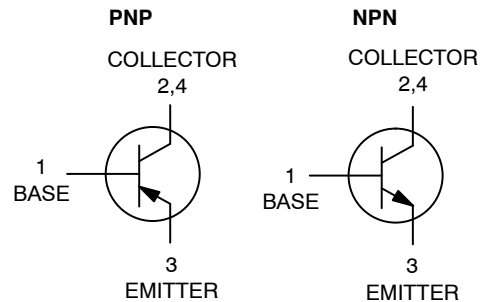 PNP
COLLECTOR
2,4
1
BASE
3
EMITTER
NPN
COLLECTOR
2,4
1
BASE
3
EMITTER